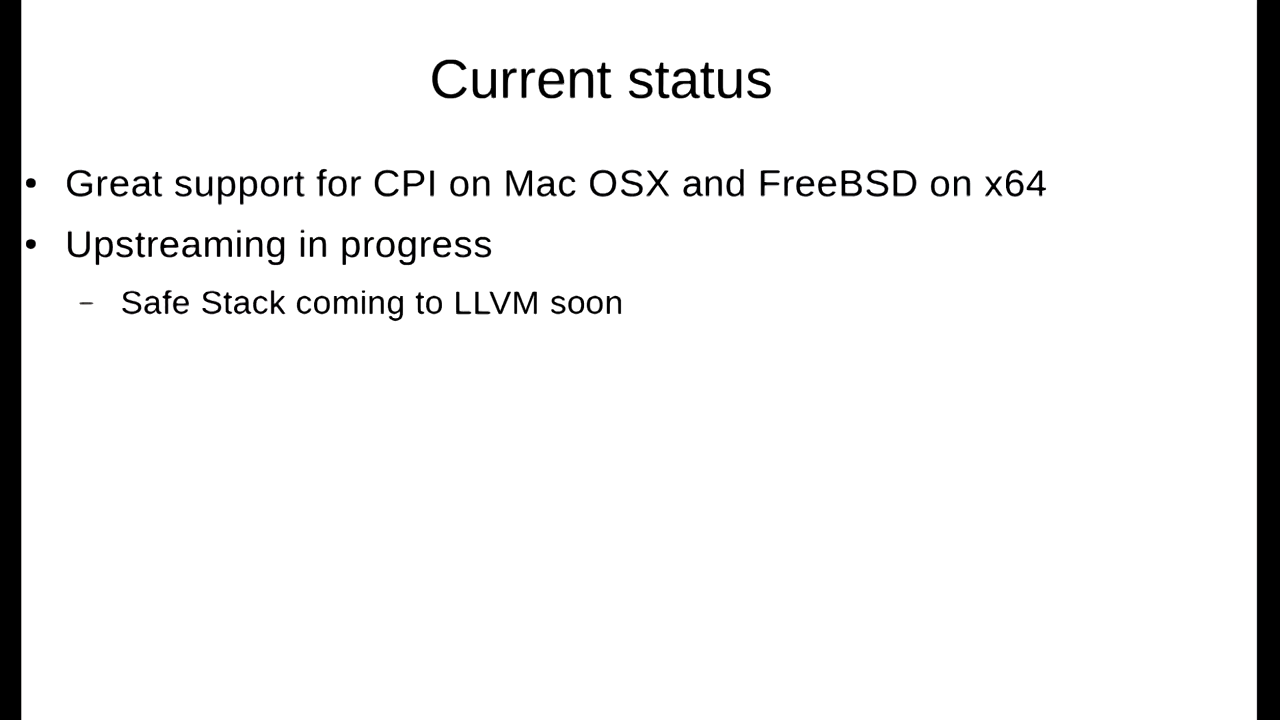 Current status
• Great support for CPI on Mac OSX and FreeBSD on x64
• Upstreaming in progress
– Safe Stack coming to LLVM soon